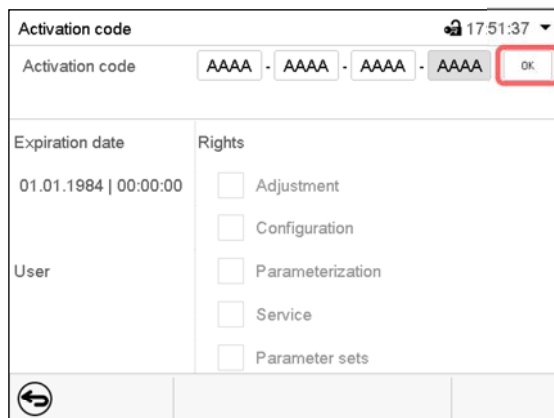 Activation code 17:51:37
Activation code AAAA - AAAA - AAAA - AAAA OK
Expiration date Rights
01.01.1984 | 00:00:00 Adjustment
Configuration
User Parameterization
Service
Parameter sets